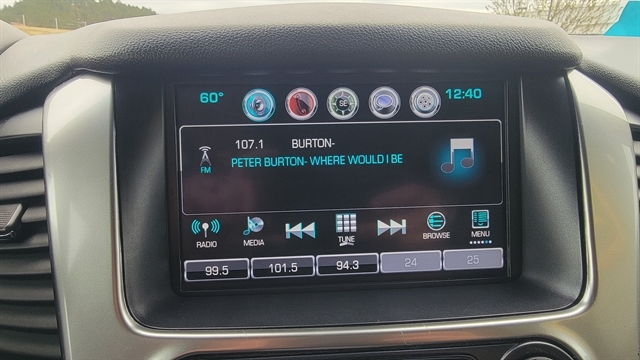 60° SE 12:40
107.1 BURTON-
FM PETER BURTON- WHERE WOULD I BE
RADIO MEDIA TUNE BROWSE MENU
99.5 101.5 94.3 24 25